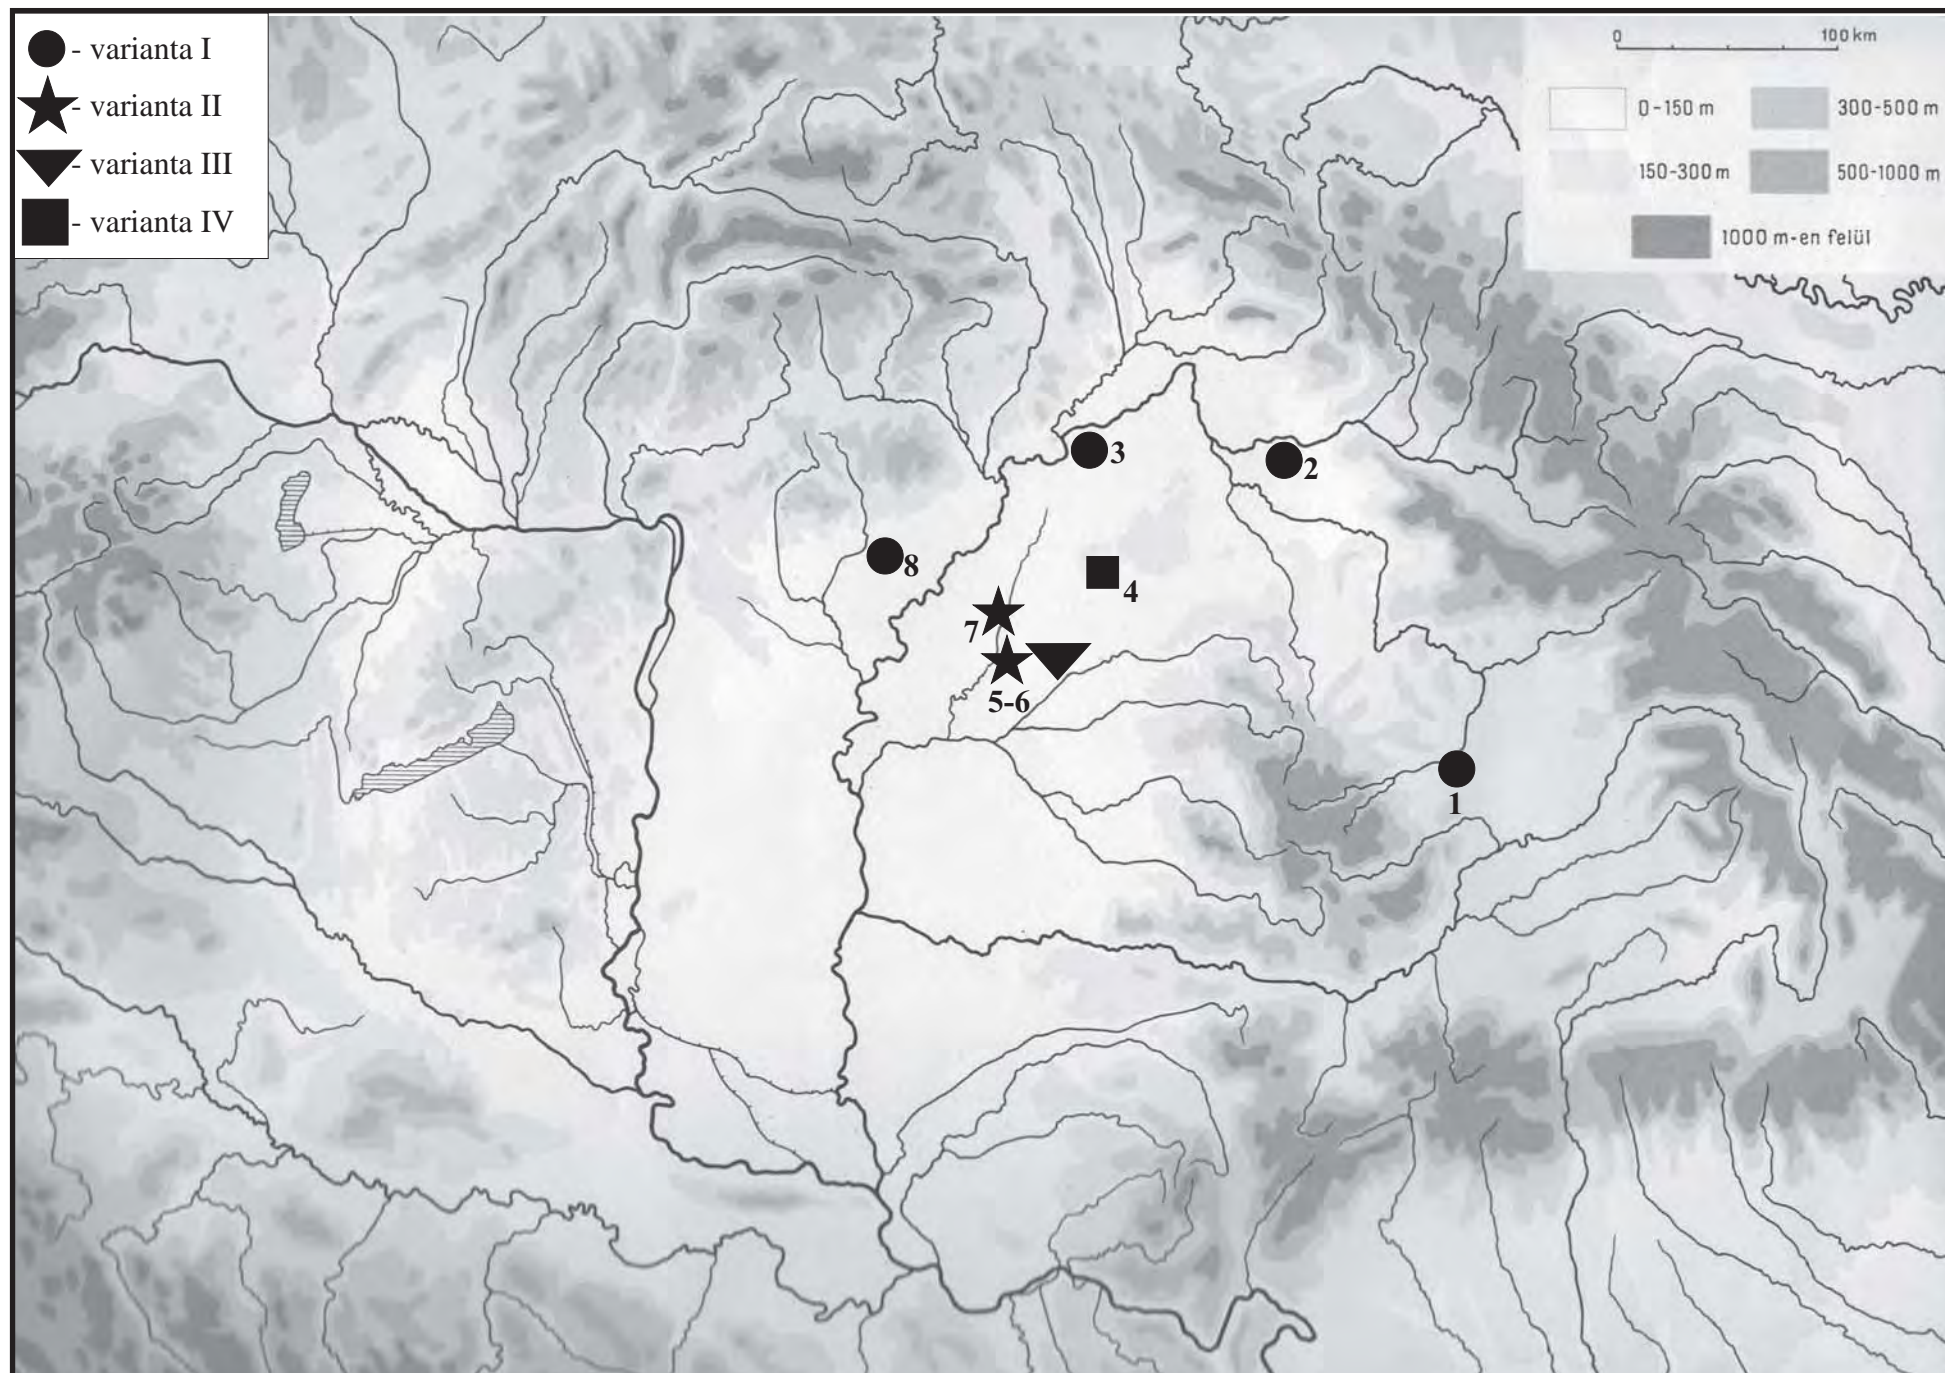 - varianta I
- varianta II
- varianta III
- varianta IV
0 100 km
0-150 m 300-500 m
150-300 m 500-1000 m
1000 m-en felül
3
2
8
4
7
5-6
1